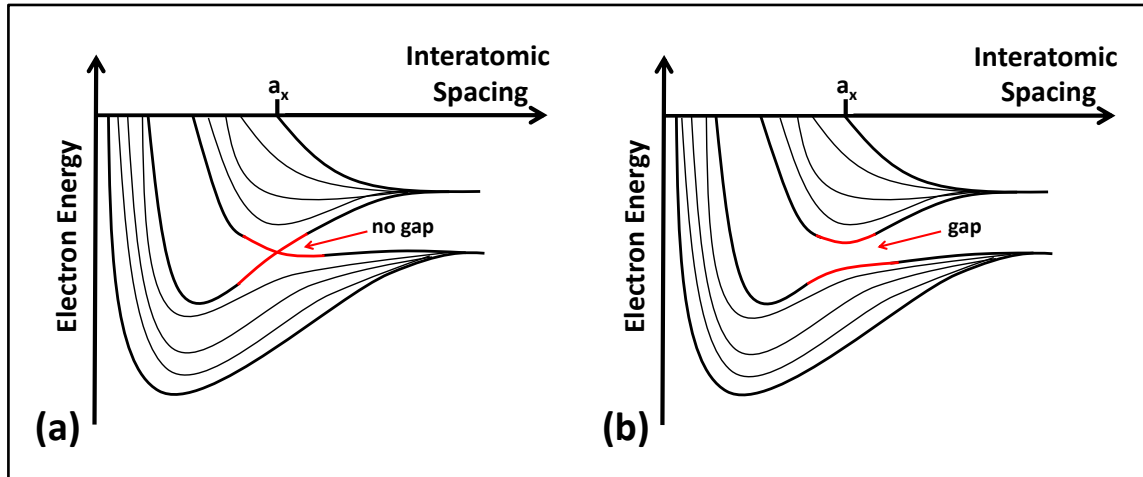 Interatomic
Spacing
aₓ
Electron Energy
no gap
(a)
Interatomic
Spacing
aₓ
Electron Energy
gap
(b)